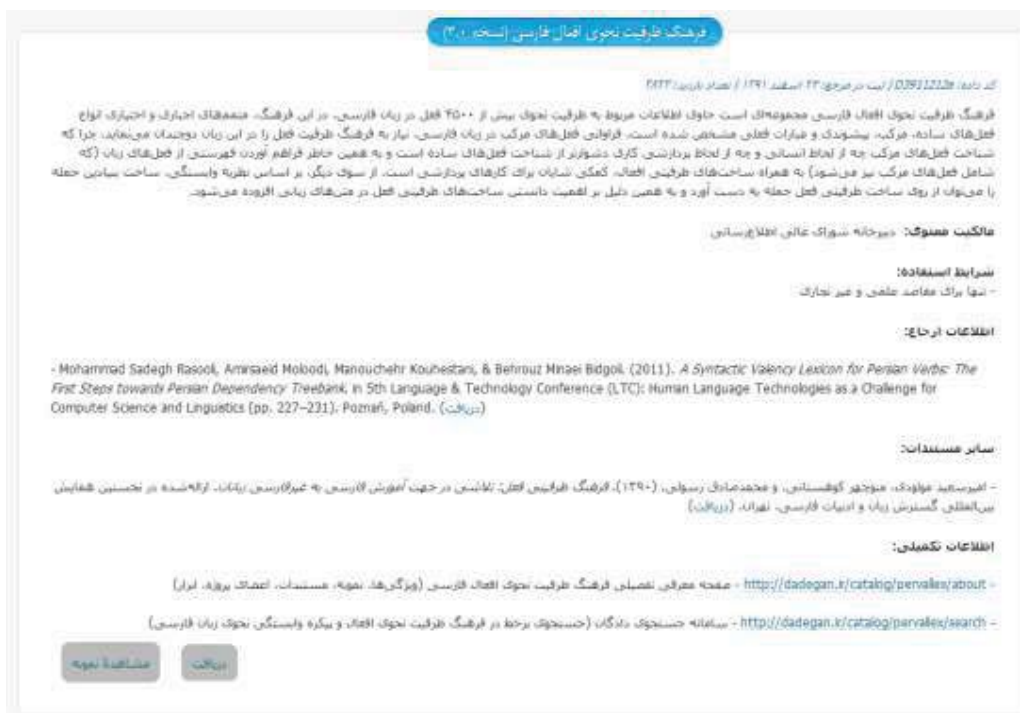 فرهنگ ظرفیت نحوی افعال فارسی (نسخه ۳.۰)
کد داده: D3911212a / ثبت در مرجع: ۲۳ اسفند ۱۳۹۱ / تعداد بازدید:
فرهنگ ظرفیت نحوی افعال فارسی مجموعه‌ای است حاوی اطلاعات مربوط به ظرفیت نحوی بیش از ۴۵۰۰ فعل در زبان فارسی. در این فرهنگ، متمم‌های اجباری و اختیاری انواع
فعل‌های ساده، مرکب، پیشوندی و عبارات فعلی مشخص شده است. فراوانی فعل‌های مرکب در زبان فارسی، نیاز به فرهنگ ظرفیت فعل را در این زبان دوچندان می‌نماید، چرا که
شناخت فعل‌های مرکب چه از لحاظ انسانی و چه از لحاظ پردازشی کاری دشوارتر از شناخت فعل‌های ساده است و به همین خاطر فراهم آوردن فهرستی از فعل‌های زبان (که
شامل فعل‌های مرکب نیز می‌شود) به همراه ساخت‌های ظرفیتی افعال، کمکی شایان برای کارهای پردازشی است. از سوی دیگر، بر اساس نظریه وابستگی، ساخت بنیادین جمله
را می‌توان از روی ساخت ظرفیتی فعل جمله به دست آورد و به همین دلیل بر اهمیت دانستن ساخت‌های ظرفیتی فعل در متن‌های زبانی افزوده می‌شود.
مالکیت معنوی: دبیرخانه شورای عالی اطلاع‌رسانی
شرایط استفاده:
- تنها برای مقاصد علمی و غیر تجاری
اطلاعات ارجاع:
- Mohammad Sadegh Rasooli, Amirsaeid Moloodi, Manouchehr Kouhestani, & Behrouz Minaei Bidgoli. (2011). A Syntactic Valency Lexicon for Persian Verbs: The
First Steps towards Persian Dependency Treebank. in 5th Language & Technology Conference (LTC): Human Language Technologies as a Challenge for
Computer Science and Linguistics (pp. 227–231). Poznań, Poland. (دریافت)
سایر مستندات:
- امیرسعید مولودی، منوچهر کوهستانی، و محمدصادق رسولی. (۱۳۹۰). فرهنگ ظرفیتی فعل: تلاشی در جهت آموزش فارسی به غیرفارسی زبانان. ارائه‌شده در نخستین همایش
بین‌المللی گسترش زبان و ادبیات فارسی، تهران. (دریافت)
اطلاعات تکمیلی:
- http://dadegan.ir/catalog/pervallex/about - صفحه معرفی تفصیلی فرهنگ ظرفیت نحوی افعال فارسی (ویژگی‌ها، نمونه، مستندات، اعضای پروژه، ابزار)
- http://dadegan.ir/catalog/pervallex/search - سامانه جستجوی دادگان (جستجوی برخط در فرهنگ ظرفیت نحوی افعال و پیکره وابستگی نحوی زبان فارسی)
دریافت
مشاهدهٔ نمونه